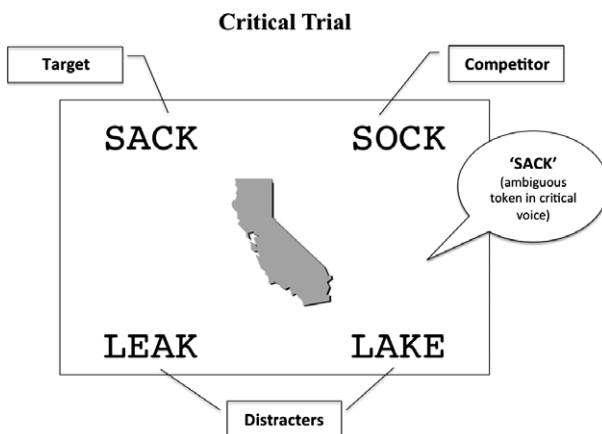 Critical Trial
Target
Competitor
SACK
SOCK
'SACK'
(ambiguous
token in critical
voice)
LEAK
LAKE
Distracters